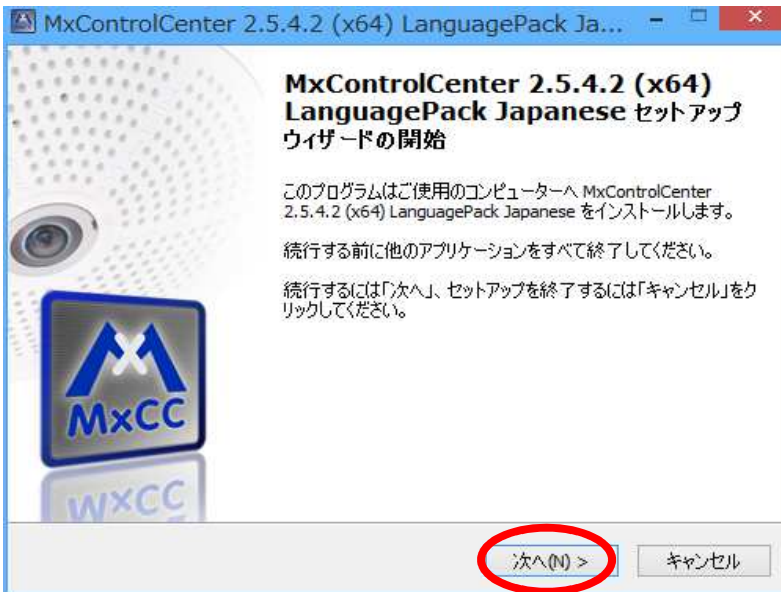 MxControlCenter 2.5.4.2 (x64) LanguagePack Ja...
MxControlCenter 2.5.4.2 (x64)
LanguagePack Japanese セットアップ
ウィザードの開始
このプログラムはご使用のコンピューターへ MxControlCenter
2.5.4.2 (x64) LanguagePack Japanese をインストールします。
続行する前に他のアプリケーションをすべて終了してください。
続行するには「次へ」、セットアップを終了するには「キャンセル」をク
リックしてください。
MxCC
次へ(N) >
キャンセル